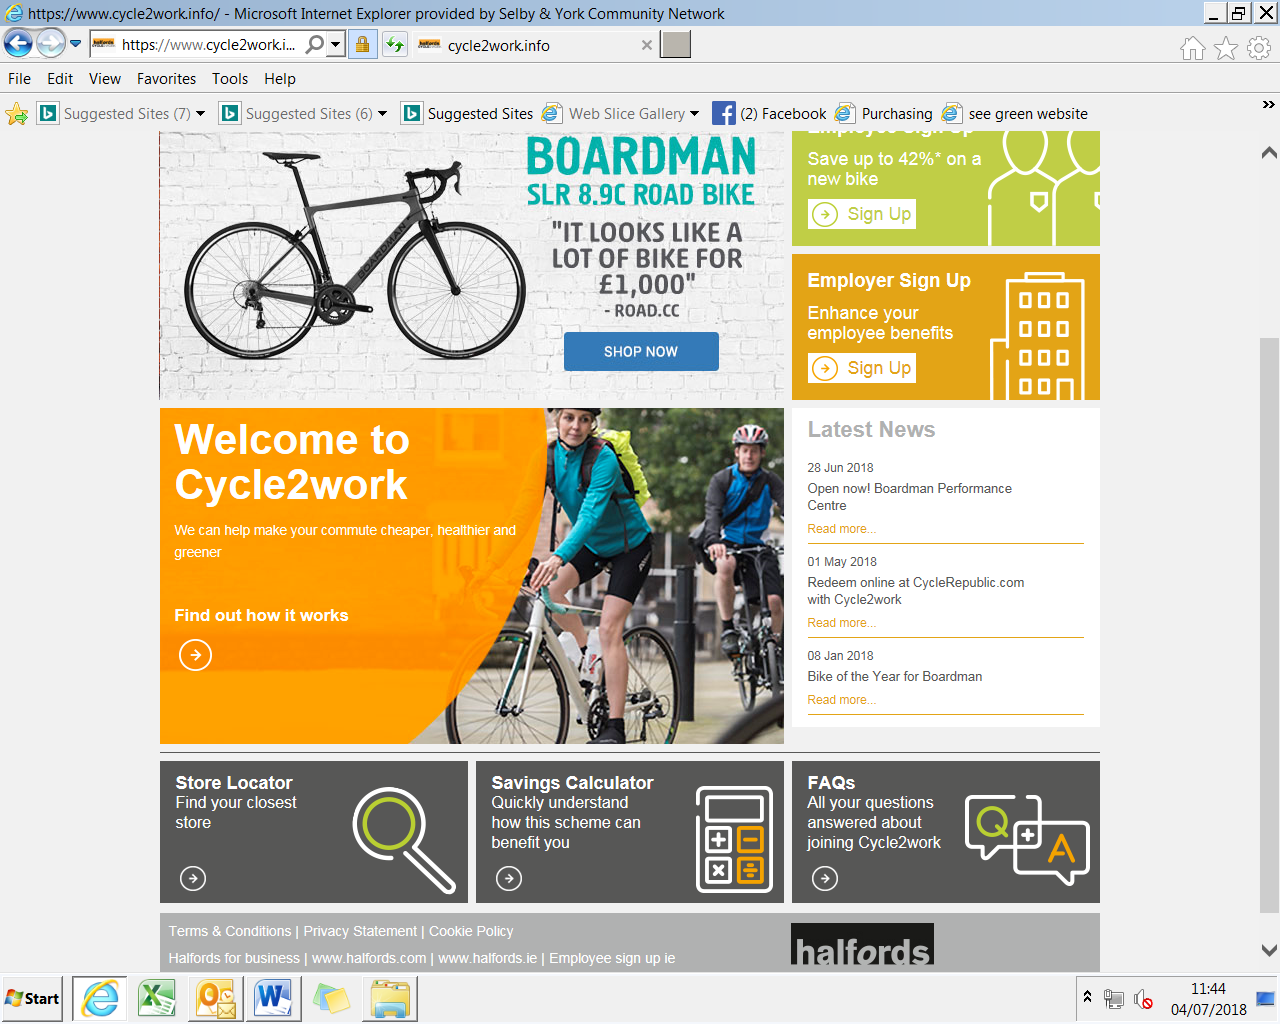 https://www.cycle2work.info/ - Microsoft Internet Explorer provided by Selby & York Community Network
halfords
https://www.cycle2work.i...
cycle2work.info
File Edit View Favorites Tools Help
Suggested Sites (7)
Suggested Sites (6)
Suggested Sites
Web Slice Gallery
(2) Facebook
Purchasing
see green website
BOARDMAN
SLR 8.9C ROAD BIKE
"IT LOOKS LIKE A
LOT OF BIKE FOR
£1,000"
- ROAD.CC
SHOP NOW
BOARDMAN
Employee Sign Up
Save up to 42%* on a
new bike
Sign Up
Employer Sign Up
Enhance your
employee benefits
Sign Up
Welcome to
Cycle2work
We can help make your commute cheaper, healthier and
greener
Find out how it works
Latest News
28 Jun 2018
Open now! Boardman Performance
Centre
Read more...
01 May 2018
Redeem online at CycleRepublic.com
with Cycle2work
Read more...
08 Jan 2018
Bike of the Year for Boardman
Read more...
Store Locator
Find your closest
store
Savings Calculator
Quickly understand
how this scheme can
benefit you
FAQs
All your questions
answered about
joining Cycle2work
Q
A
Terms & Conditions | Privacy Statement | Cookie Policy
Halfords for business | www.halfords.com | www.halfords.ie | Employee sign up ie
halfords
Start
11:44
04/07/2018